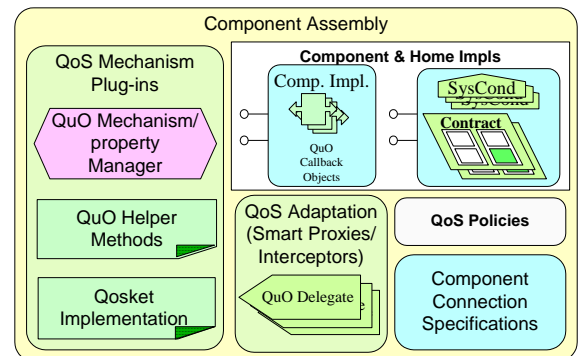 Component Assembly
QoS Mechanism
Plug-ins
QuO Mechanism/
property
Manager
QuO Helper
Methods
Qosket
Implementation
Component & Home Impls
Comp. Impl.
QuO
Callback
Objects
SysCond
SysCond
Contract
QoS Adaptation
(Smart Proxies/
Interceptors)
QuO Delegate
QoS Policies
Component
Connection
Specifications